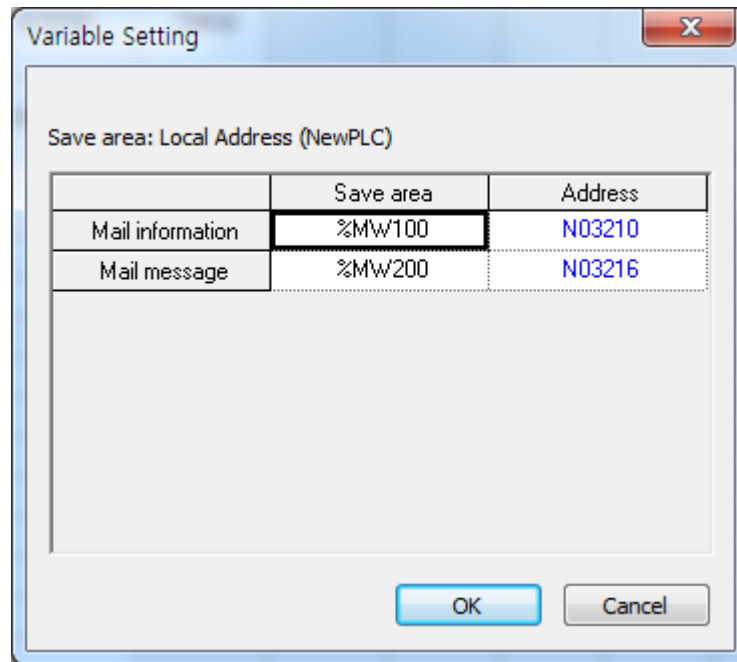 Variable Setting
Save area: Local Address (NewPLC)
Save area Address
Mail information %MW100 N03210
Mail message %MW200 N03216
OK Cancel